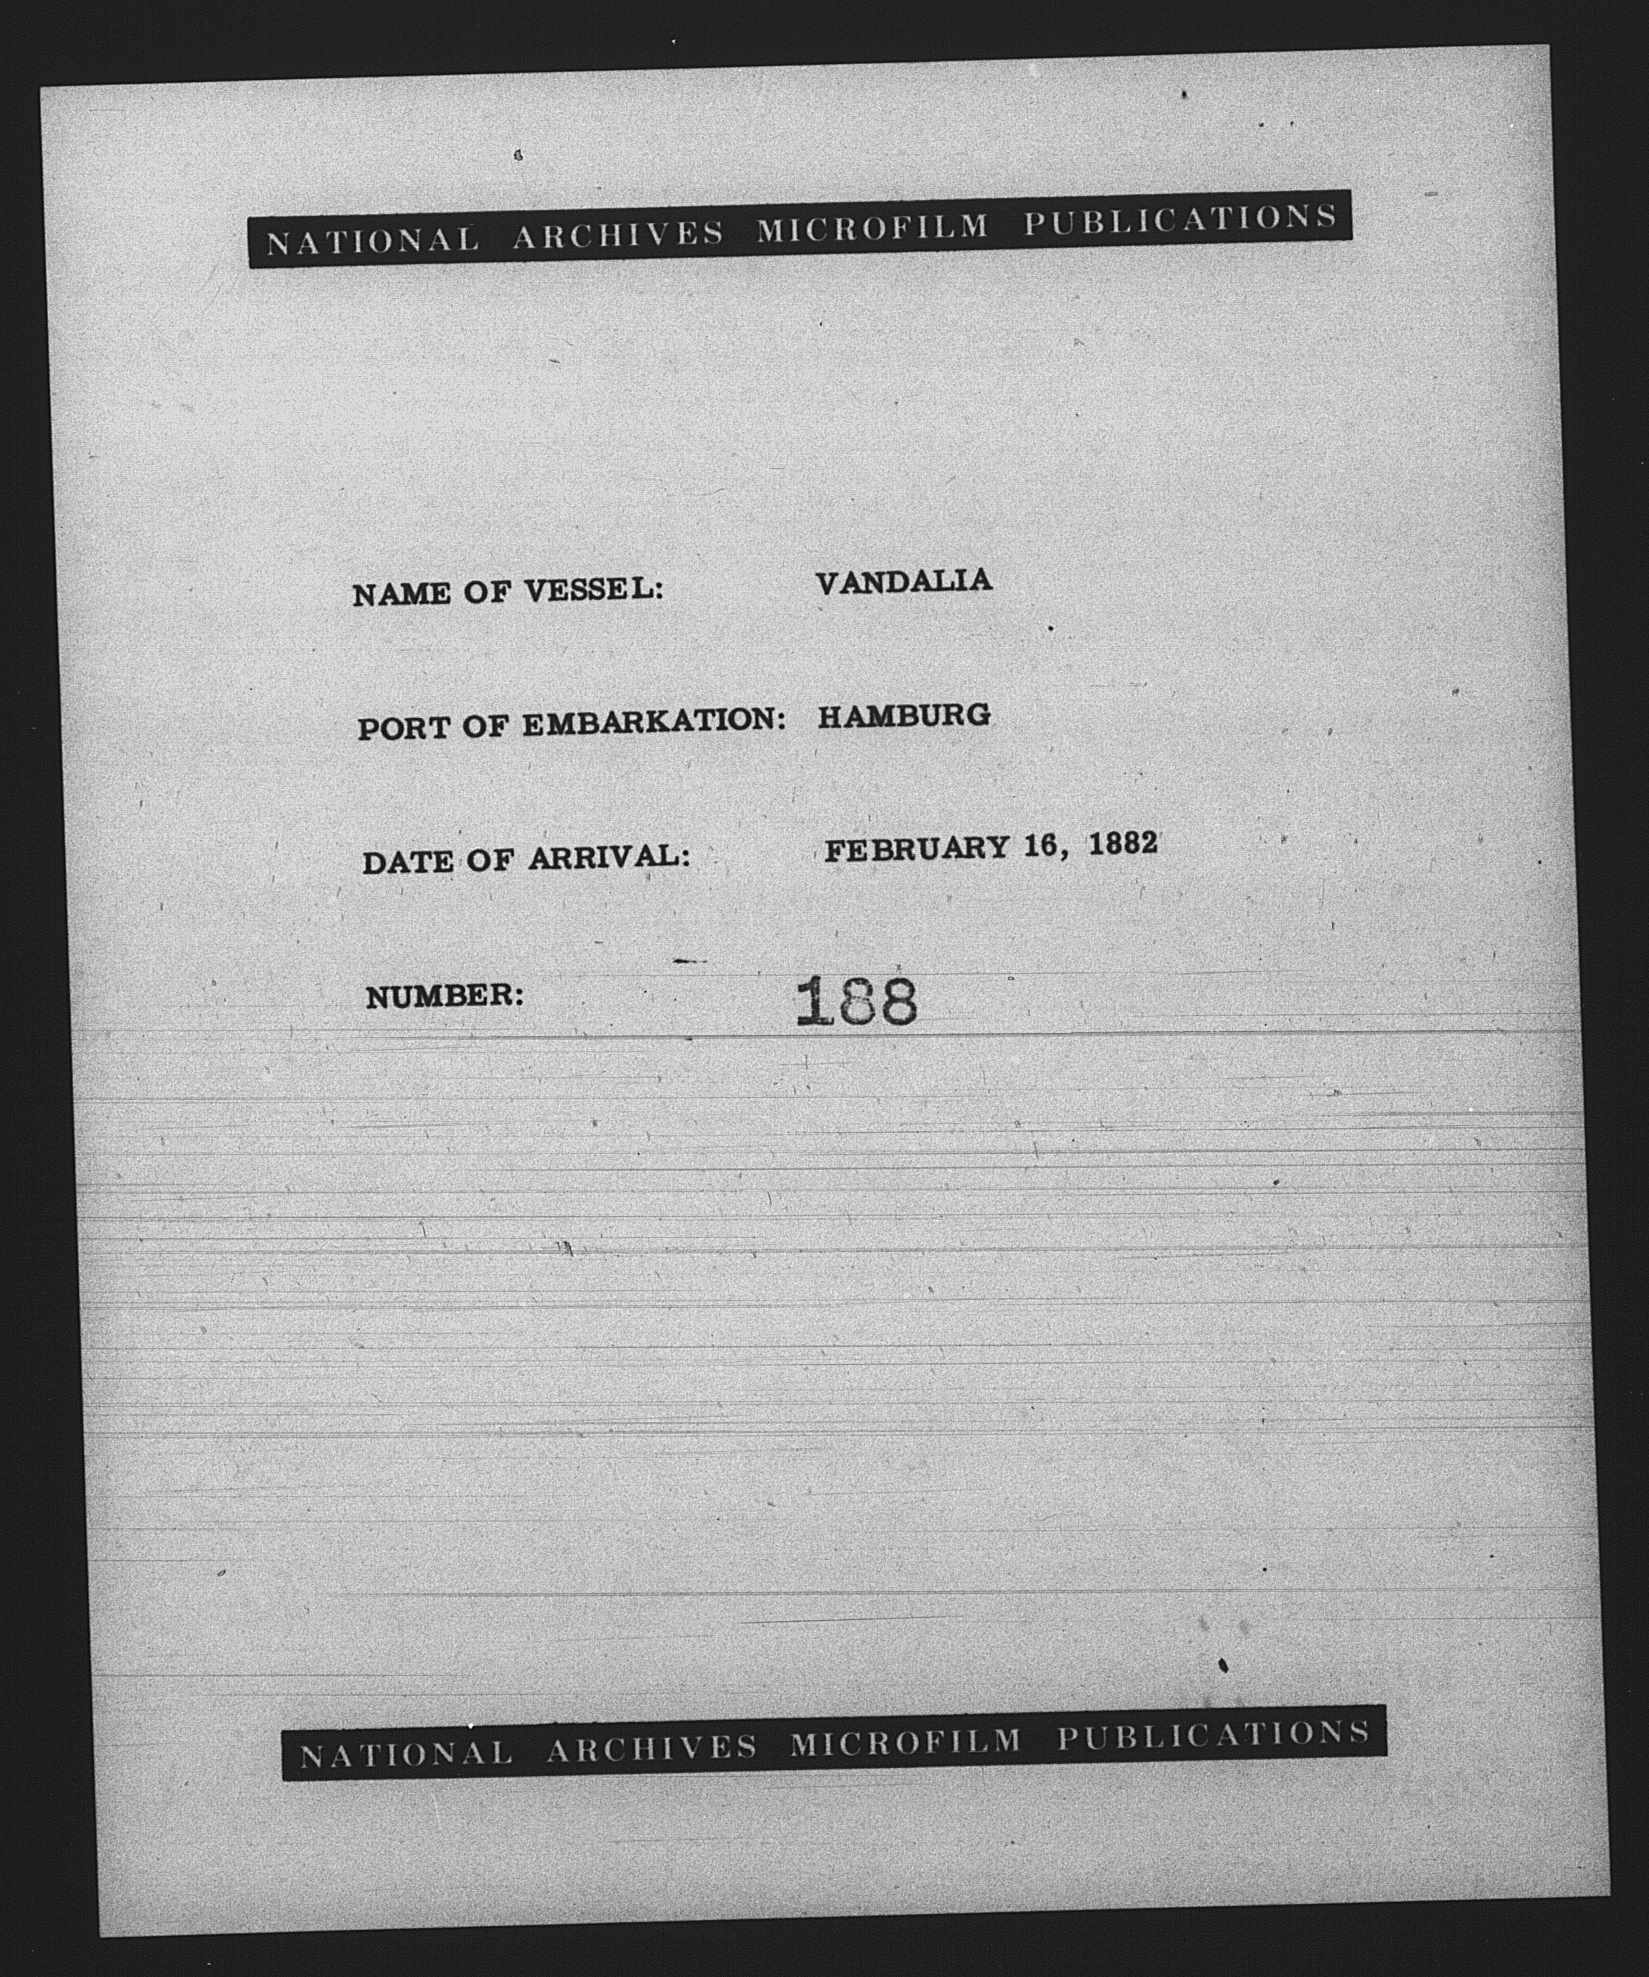 NATIONAL ARCHIVES MICROFILM PUBLICATIONS
NAME OF VESSEL: VANDALIA
PORT OF EMBARKATION: HAMBURG
DATE OF ARRIVAL: FEBRUARY 16, 1882
NUMBER: 188
NATIONAL ARCHIVES MICROFILM PUBLICATIONS